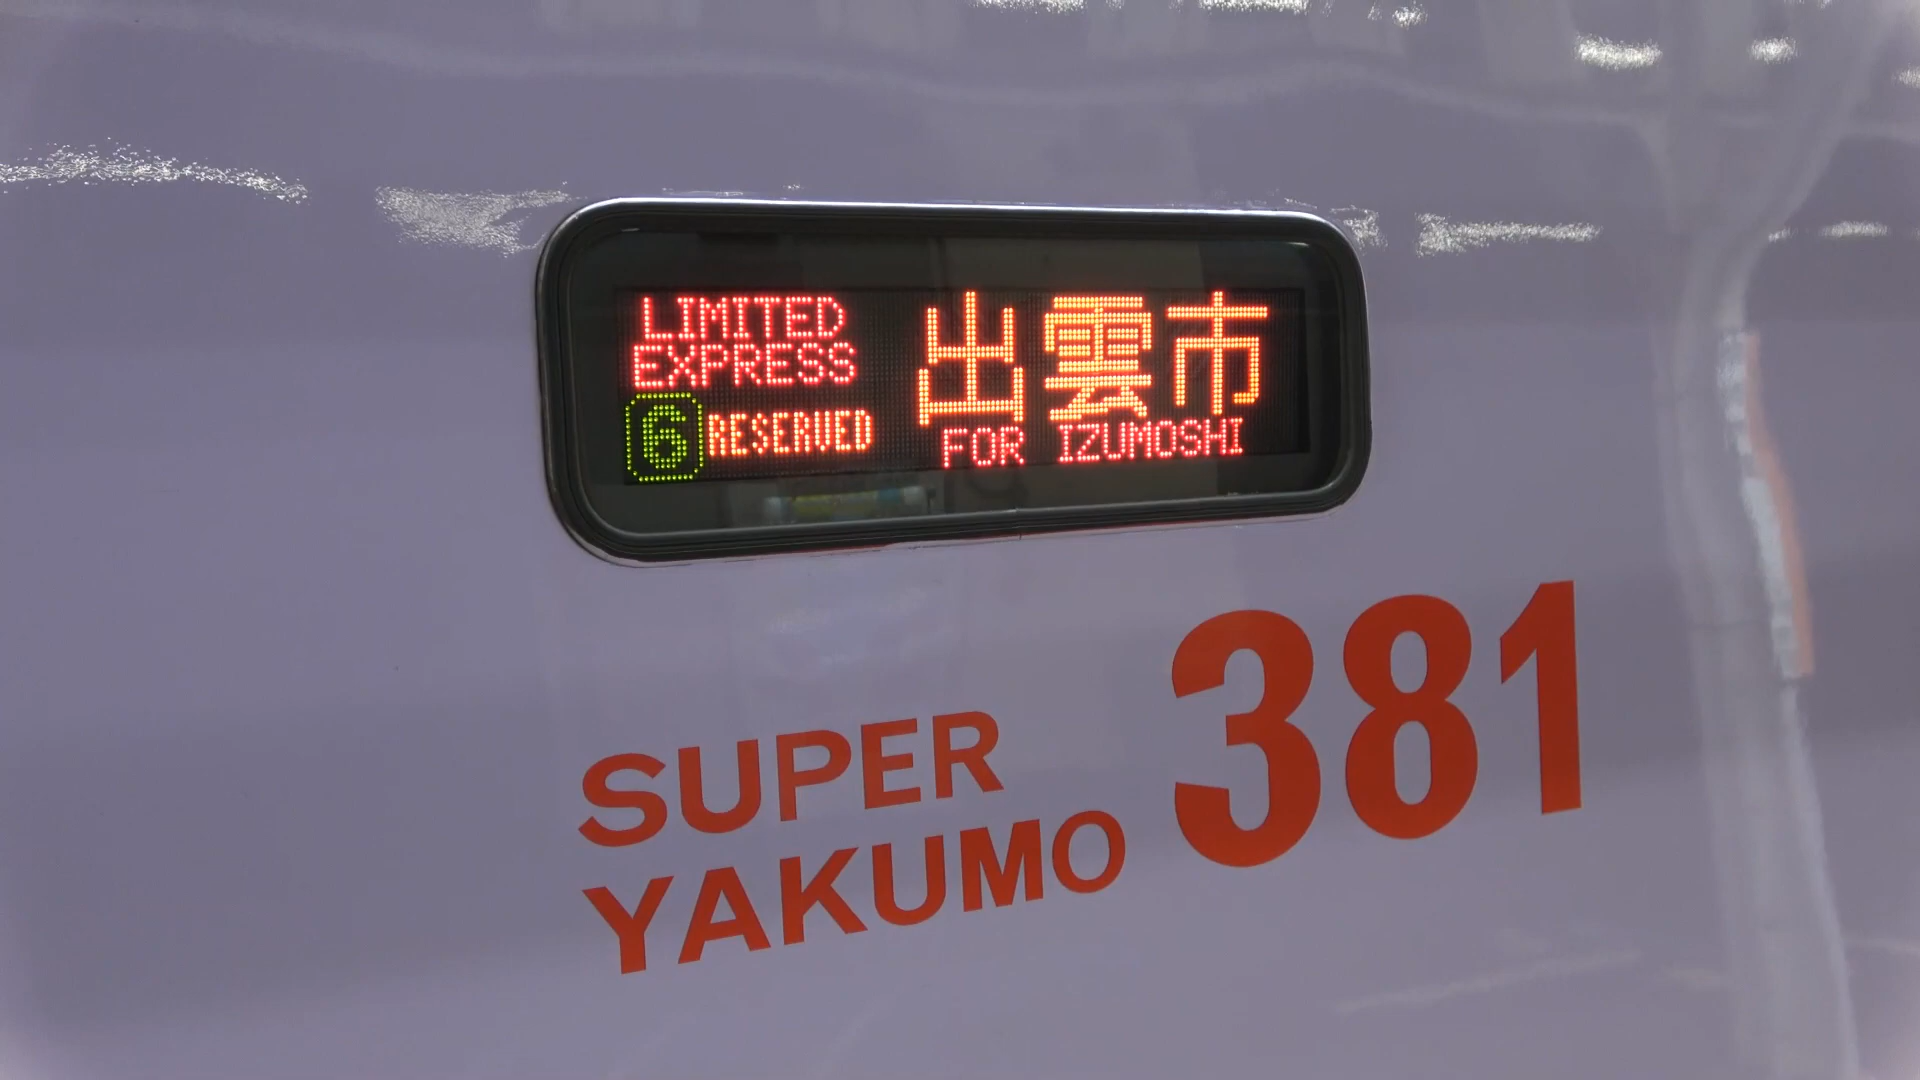 LIMITED
EXPRESS
6 RESERVED
出雲市
FOR IZUMOSHI
SUPER
YAKUMO
381